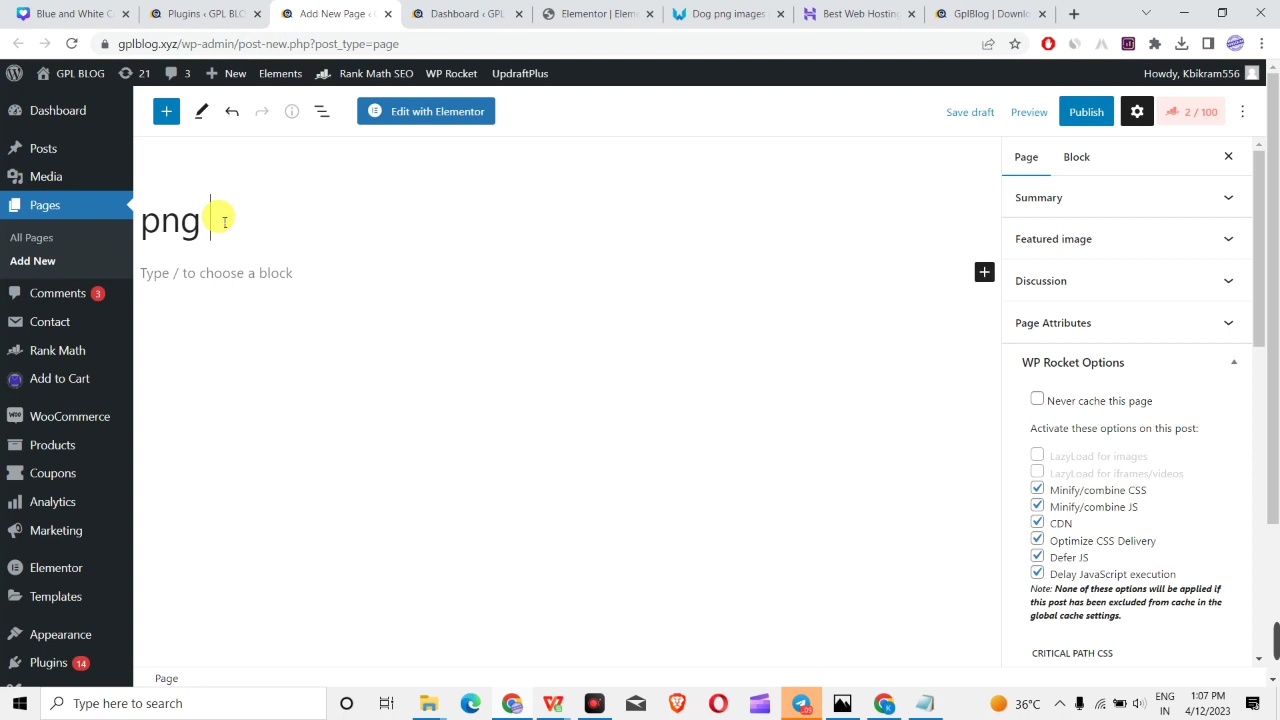 Plugins – GPL BLO
Add New Page ‹
Dashboard ‹ GPL
Elementor | Elem
Dog png images
Best Web Hosting
GplBlog | Downlo
gplblog.xyz/wp-admin/post-new.php?post_type=page
GPL BLOG
21
3
New
Elements
Rank Math SEO
WP Rocket
UpdraftPlus
Howdy, Kbikram556
Dashboard
Posts
Media
Pages
All Pages
Add New
Comments 3
Contact
Rank Math
Add to Cart
WooCommerce
Products
Coupons
Analytics
Marketing
Elementor
Templates
Appearance
Plugins 14
Edit with Elementor
Save draft
Preview
Publish
2 / 100
png
Type / to choose a block
Page
Block
Summary
Featured image
Discussion
Page Attributes
WP Rocket Options
Never cache this page
Activate these options on this post:
LazyLoad for images
LazyLoad for iframes/videos
Minify/combine CSS
Minify/combine JS
CDN
Optimize CSS Delivery
Defer JS
Delay JavaScript execution
Note: None of these options will be applied if
this post has been excluded from cache in the
global cache settings.
CRITICAL PATH CSS
Page
Type here to search
36°C
ENG
IN
1:07 PM
4/12/2023